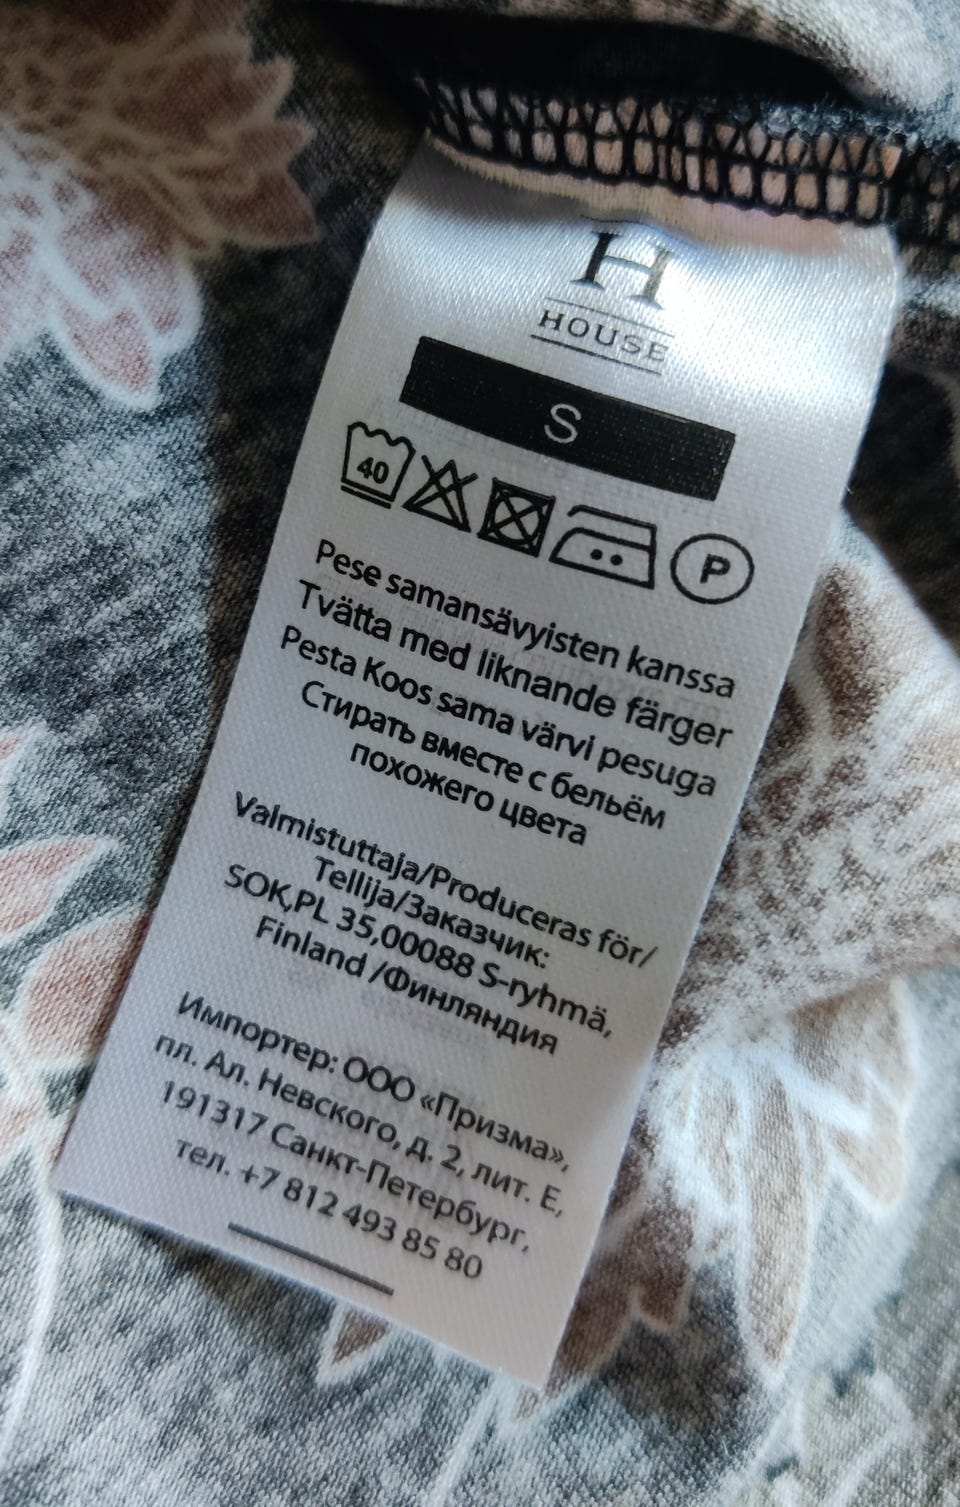 H
HOUSE
S
40
P
Pese samansävyisten kanssa
Tvätta med liknande färger
Pesta Koos sama värvi pesuga
Стирать вместе с бельём
похожего цвета
Valmistuttaja/Produceras för/
Tellija/Заказчик:
SOK,PL 35,00088 S-ryhmä,
Finland /Финляндия
Импортер: ООО «Призма»,
пл. Ал. Невского, д. 2, лит. Е,
191317 Санкт-Петербург,
тел. +7 812 493 85 80